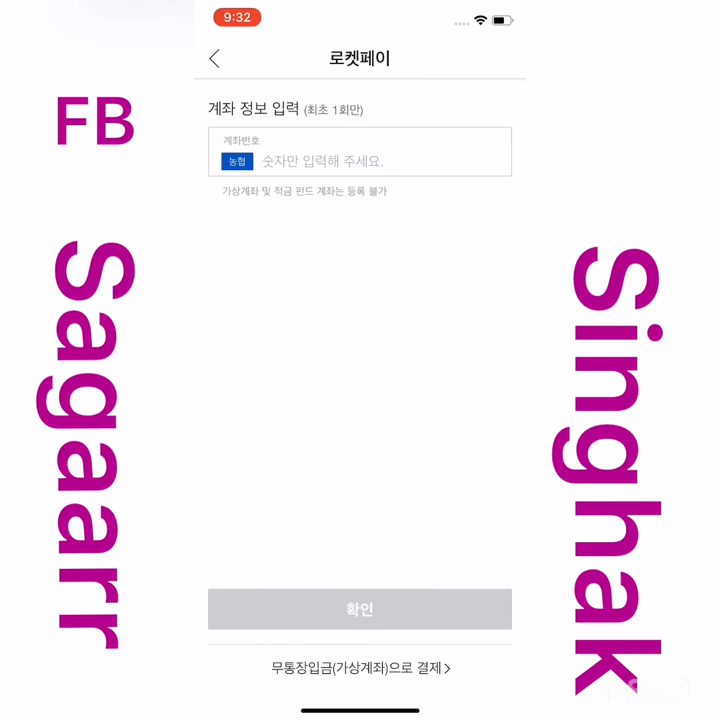 9:32
로켓페이
FB
계좌 정보 입력 (최초 1회만)
계좌번호
농협 숫자만 입력해 주세요.
가상계좌 및 적금 펀드 계좌는 등록 불가
Sagaarr
Singhak
확인
무통장입금(가상계좌)으로 결제 >